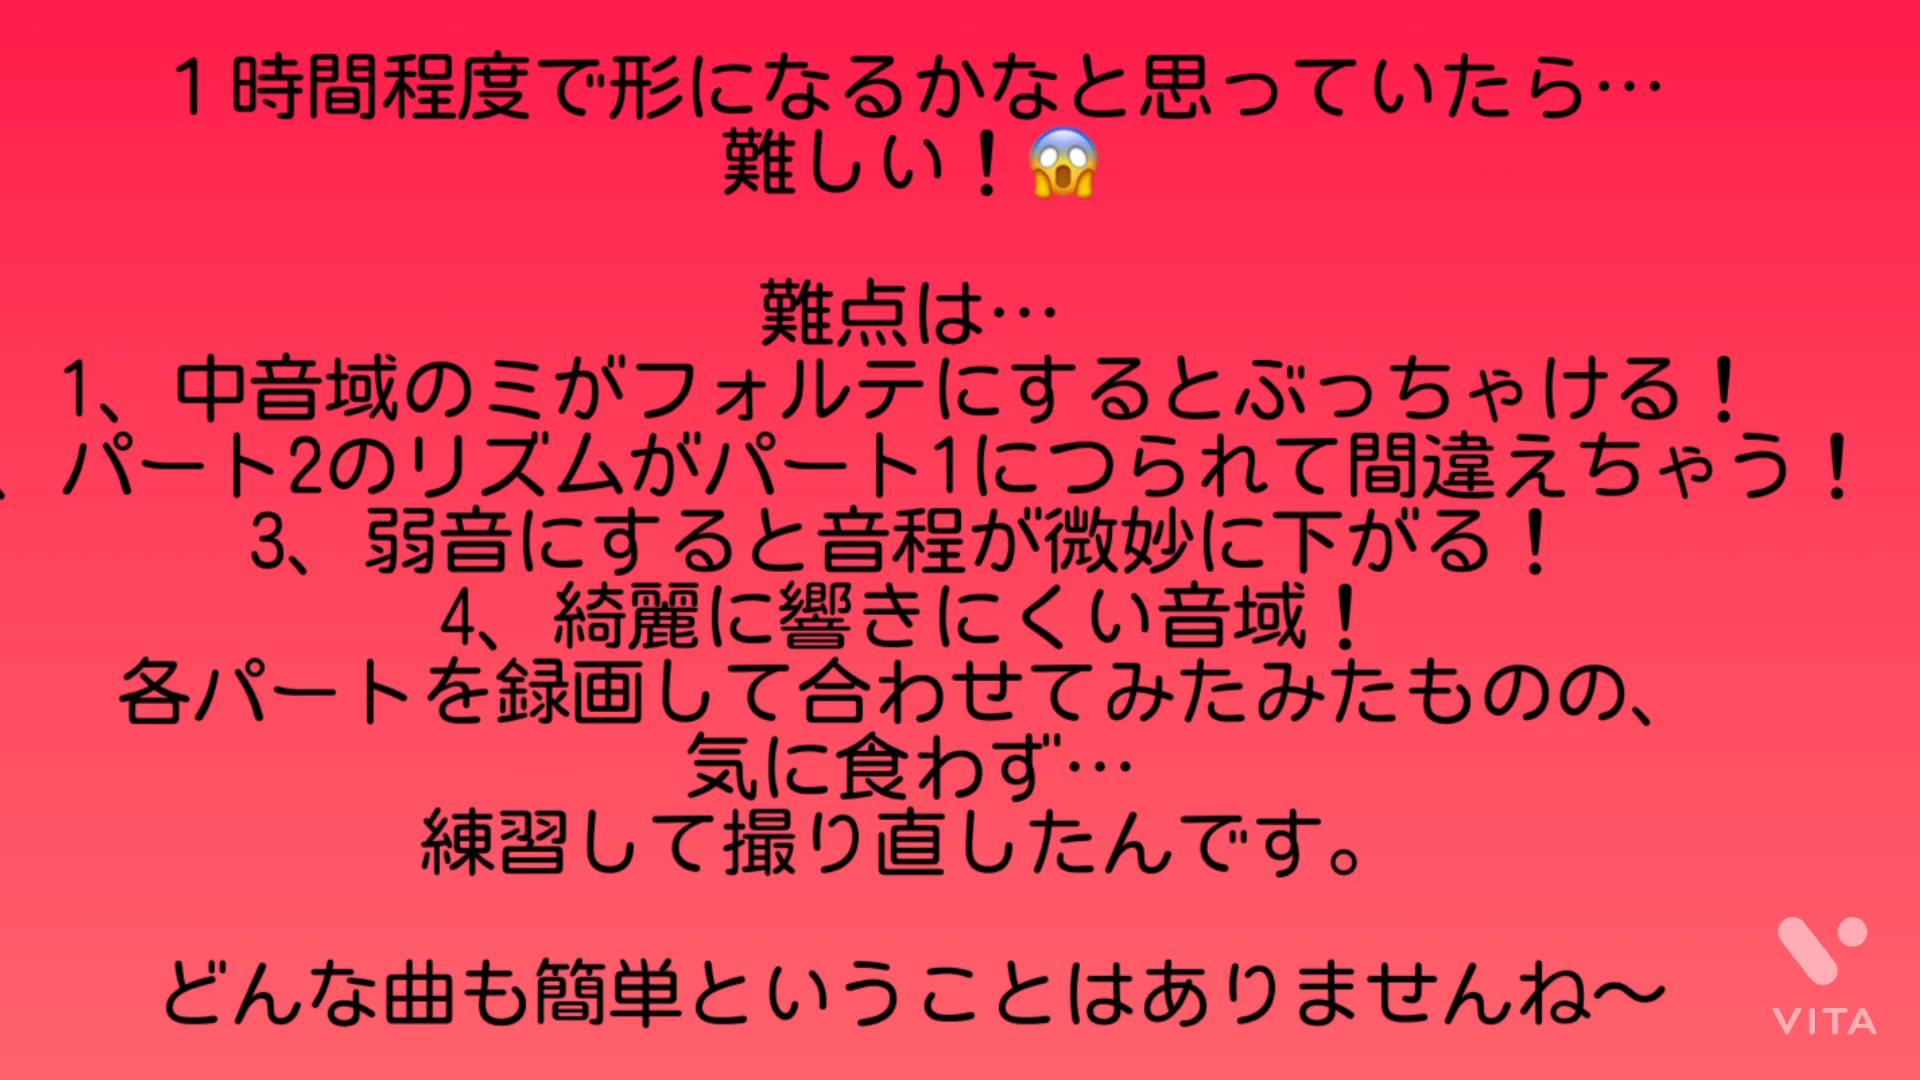 1時間程度で形になるかなと思っていたら…
難しい！😱
難点は…
1、中音域のミがフォルテにするとぶっちゃける！
、パート2のリズムがパート1につられて間違えちゃう！
3、弱音にすると音程が微妙に下がる！
4、綺麗に響きにくい音域！
各パートを録画して合わせてみたみたものの、
気に食わず…
練習して撮り直したんです。
どんな曲も簡単ということはありませんね〜
VITA